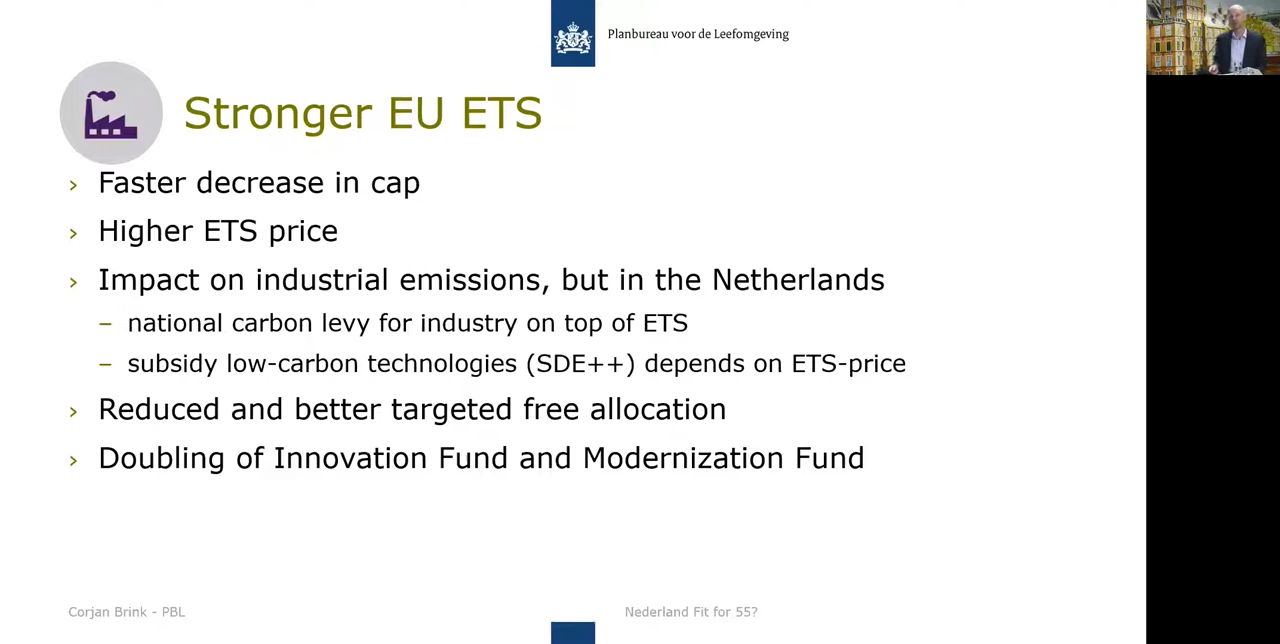 Planbureau voor de Leefomgeving
Stronger EU ETS
› Faster decrease in cap
› Higher ETS price
› Impact on industrial emissions, but in the Netherlands
– national carbon levy for industry on top of ETS
– subsidy low-carbon technologies (SDE++) depends on ETS-price
› Reduced and better targeted free allocation
› Doubling of Innovation Fund and Modernization Fund
Corjan Brink - PBL
Nederland Fit for 55?